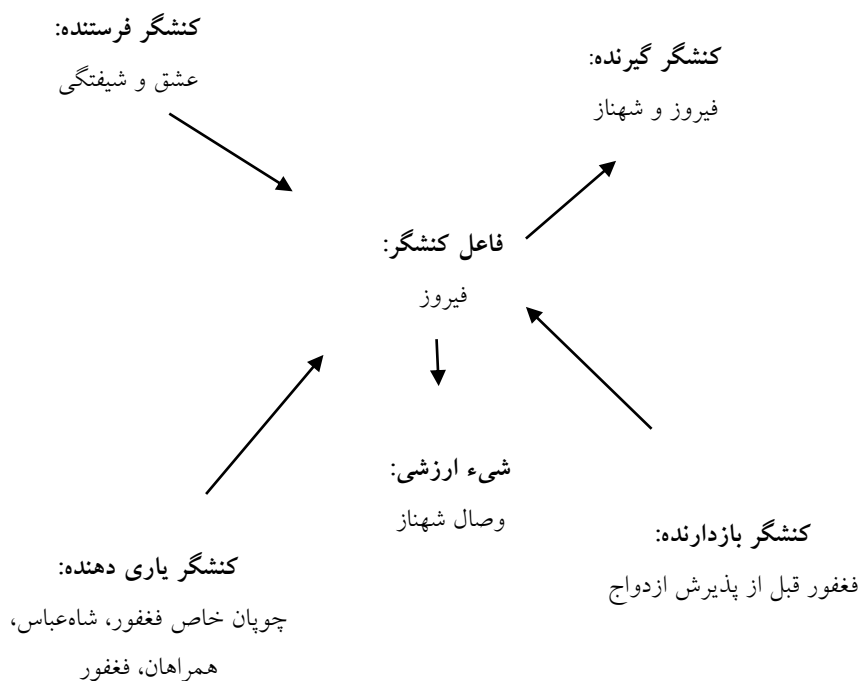 کنشگر فرستنده:
عشق و شیفتگی
کنشگر گیرنده:
فیروز و شهناز
فاعل کنشگر:
فیروز
شیء ارزشی:
وصال شهناز
کنشگر بازدارنده:
فغفور قبل از پذیرش ازدواج
کنشگر یاری دهنده:
چوپان خاص فغفور، شاه‌عباس،
همراهان، فغفور